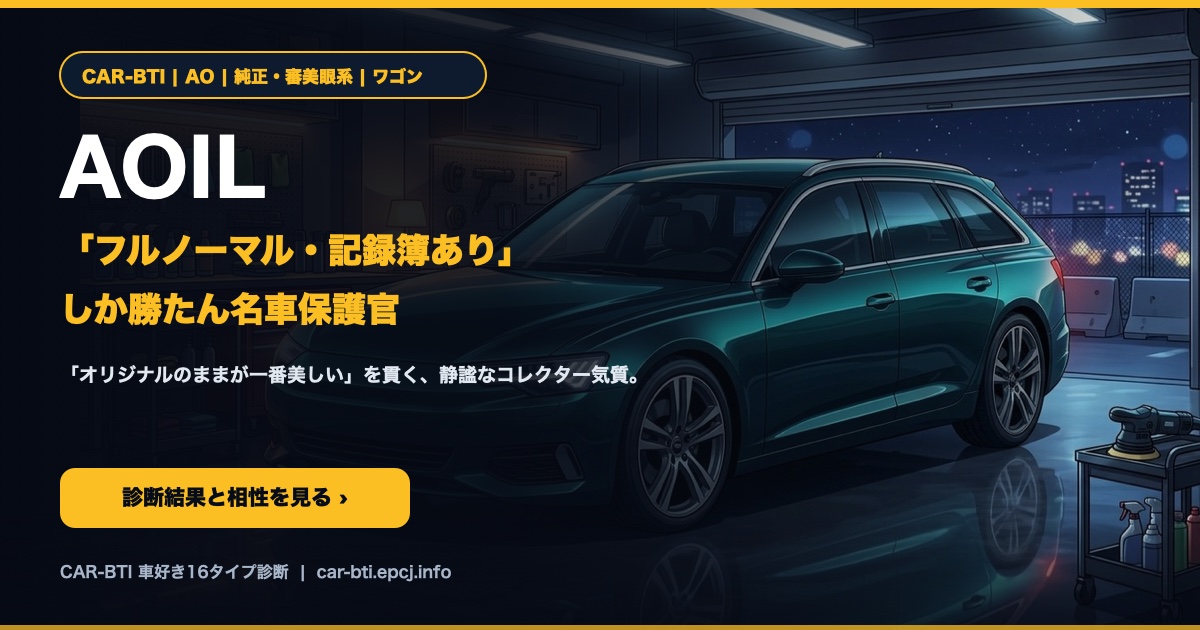 CAR-BTI | AO | 純正・審美眼系 | ワゴン
AOIL
「フルノーマル・記録簿あり」
しか勝たん名車保護官
「オリジナルのままが一番美しい」を貫く、静謐なコレクター気質。
診断結果と相性を見る ›
CAR-BTI 車好き16タイプ診断 | car-bti.epcj.info